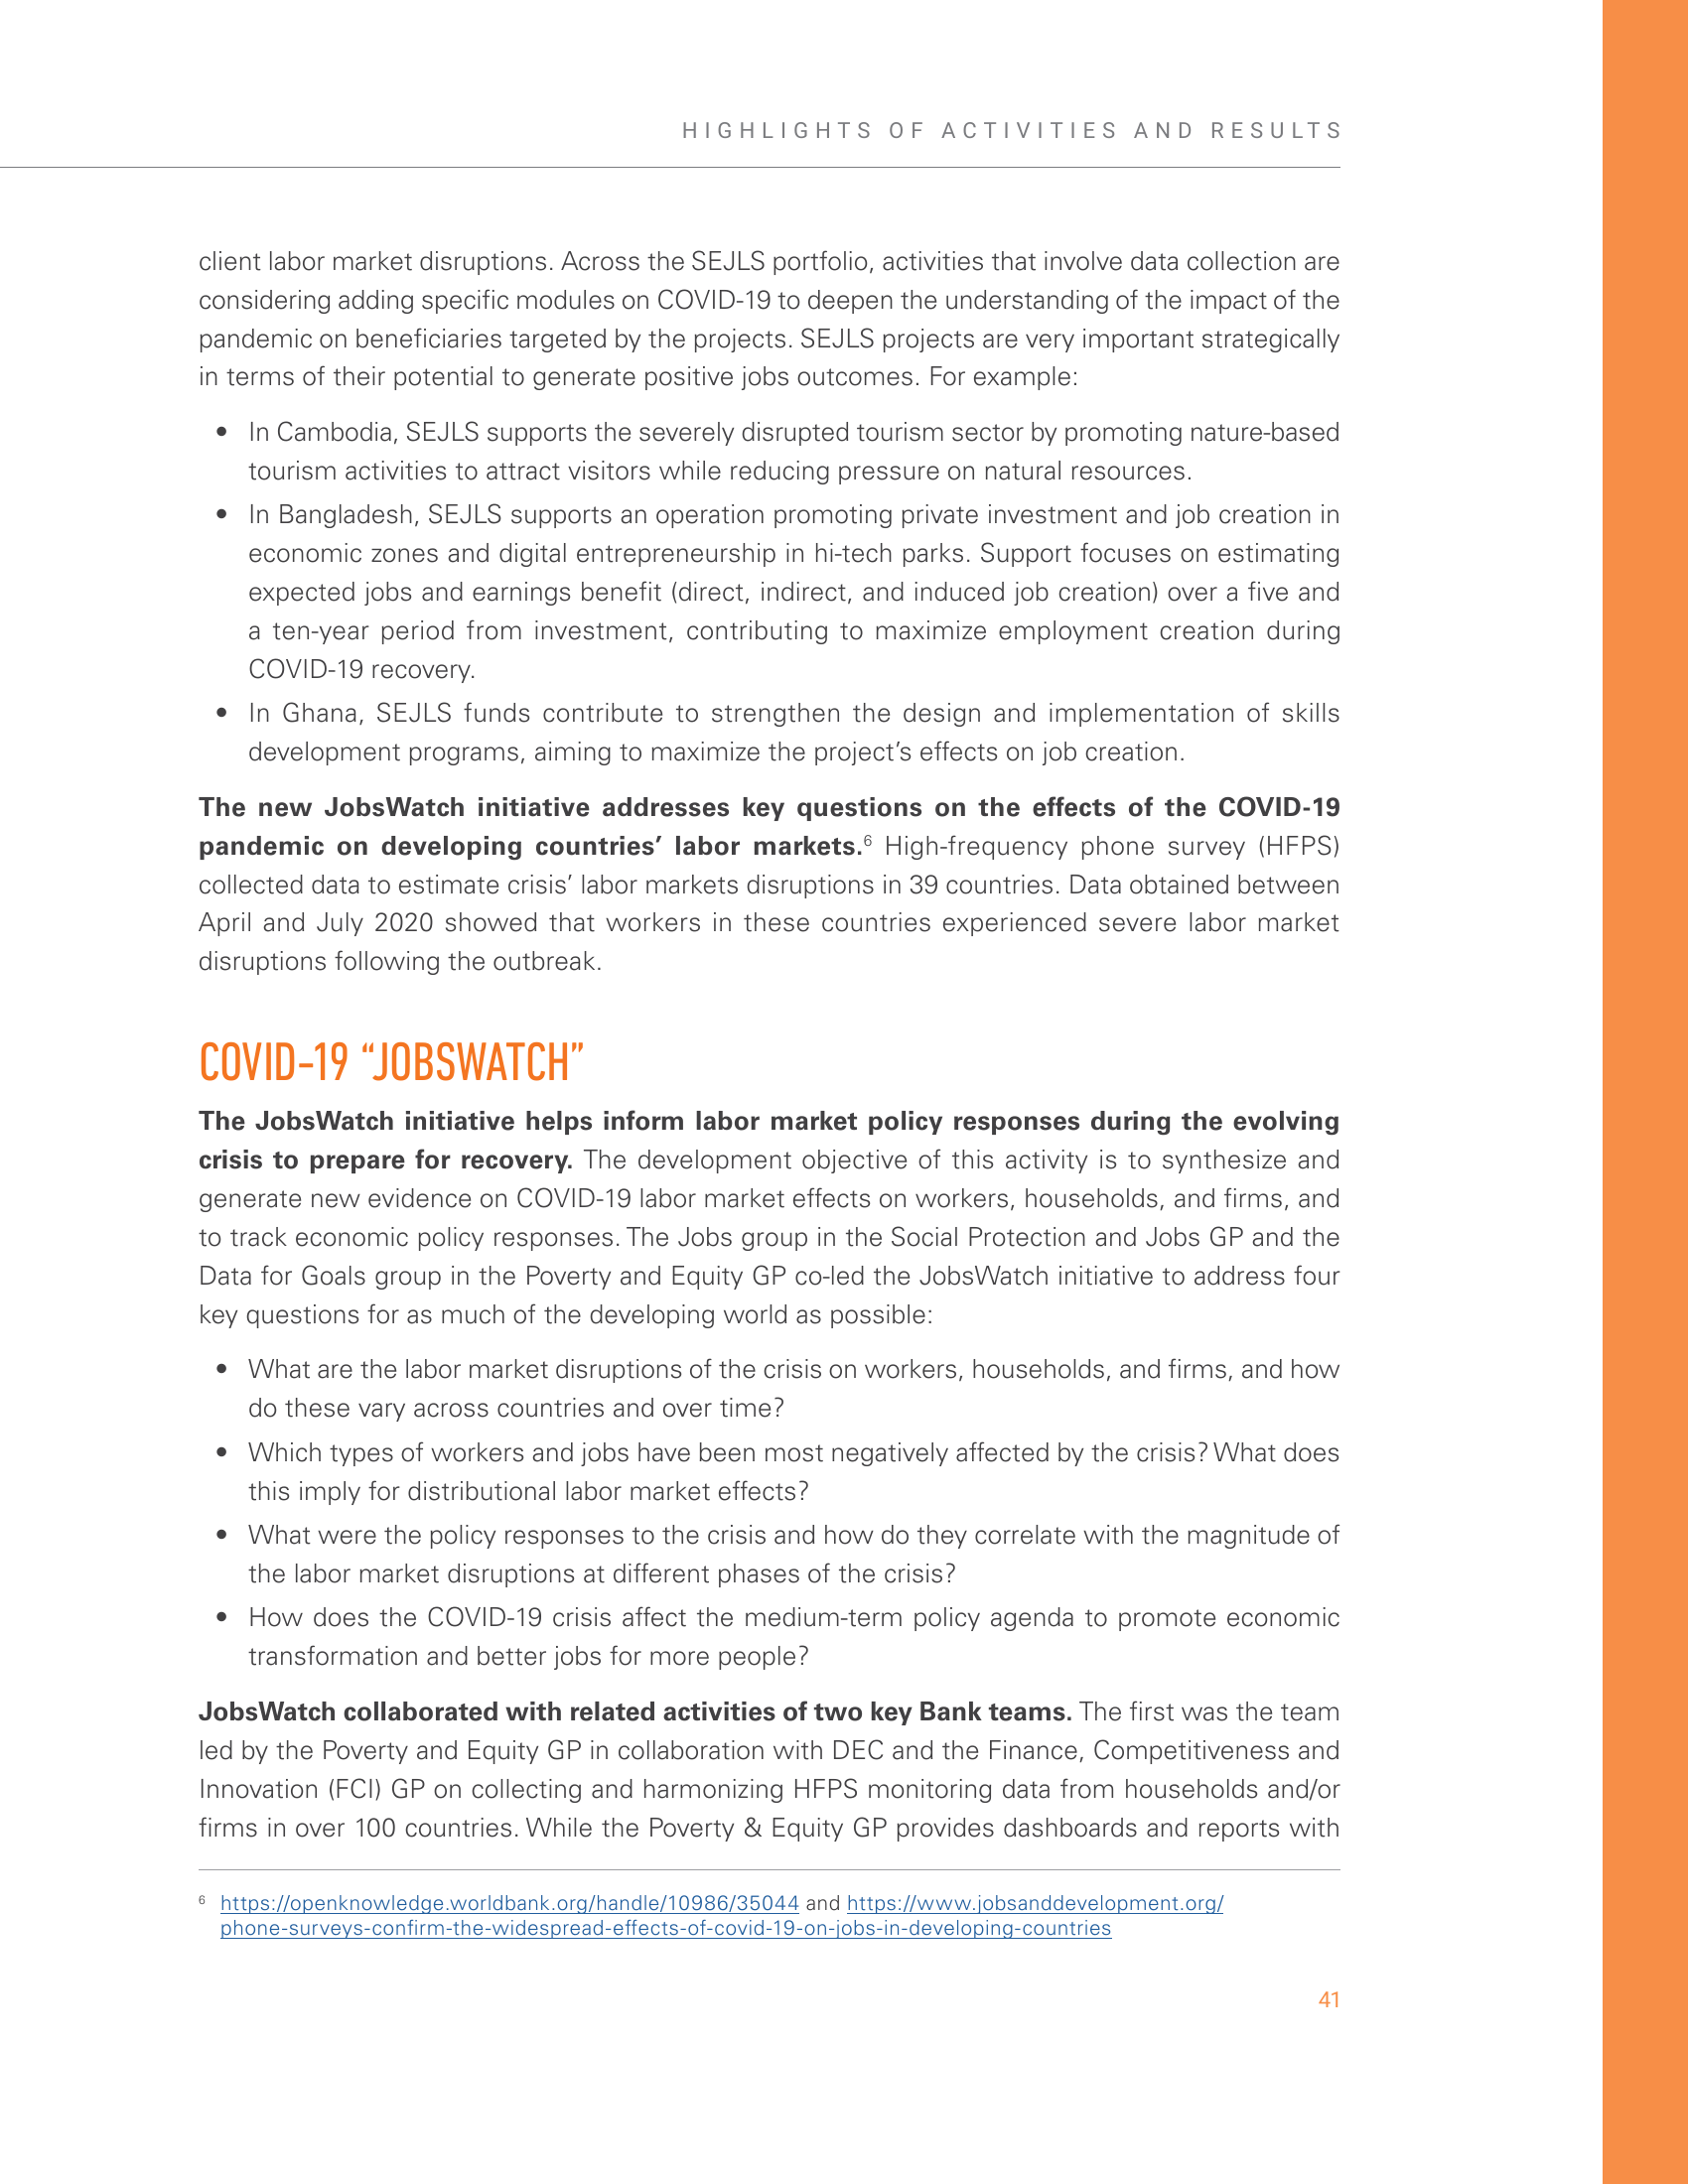 HIGHLIGHTS OF ACTIVITIES AND RESULTS
client labor market disruptions. Across the SEJLS portfolio, activities that involve data collection are
considering adding specific modules on COVID-19 to deepen the understanding of the impact of the
pandemic on beneficiaries targeted by the projects. SEJLS projects are very important strategically
in terms of their potential to generate positive jobs outcomes. For example:
• In Cambodia, SEJLS supports the severely disrupted tourism sector by promoting nature-based
tourism activities to attract visitors while reducing pressure on natural resources.
• In Bangladesh, SEJLS supports an operation promoting private investment and job creation in
economic zones and digital entrepreneurship in hi-tech parks. Support focuses on estimating
expected jobs and earnings benefit (direct, indirect, and induced job creation) over a five and
a ten-year period from investment, contributing to maximize employment creation during
COVID-19 recovery.
• In Ghana, SEJLS funds contribute to strengthen the design and implementation of skills
development programs, aiming to maximize the project’s effects on job creation.
The new JobsWatch initiative addresses key questions on the effects of the COVID-19
pandemic on developing countries’ labor markets.⁶ High-frequency phone survey (HFPS)
collected data to estimate crisis’ labor markets disruptions in 39 countries. Data obtained between
April and July 2020 showed that workers in these countries experienced severe labor market
disruptions following the outbreak.
COVID-19 “JOBSWATCH”
The JobsWatch initiative helps inform labor market policy responses during the evolving
crisis to prepare for recovery. The development objective of this activity is to synthesize and
generate new evidence on COVID-19 labor market effects on workers, households, and firms, and
to track economic policy responses. The Jobs group in the Social Protection and Jobs GP and the
Data for Goals group in the Poverty and Equity GP co-led the JobsWatch initiative to address four
key questions for as much of the developing world as possible:
• What are the labor market disruptions of the crisis on workers, households, and firms, and how
do these vary across countries and over time?
• Which types of workers and jobs have been most negatively affected by the crisis? What does
this imply for distributional labor market effects?
• What were the policy responses to the crisis and how do they correlate with the magnitude of
the labor market disruptions at different phases of the crisis?
• How does the COVID-19 crisis affect the medium-term policy agenda to promote economic
transformation and better jobs for more people?
JobsWatch collaborated with related activities of two key Bank teams. The first was the team
led by the Poverty and Equity GP in collaboration with DEC and the Finance, Competitiveness and
Innovation (FCI) GP on collecting and harmonizing HFPS monitoring data from households and/or
firms in over 100 countries. While the Poverty & Equity GP provides dashboards and reports with
⁶ https://openknowledge.worldbank.org/handle/10986/35044 and https://www.jobsanddevelopment.org/
phone-surveys-confirm-the-widespread-effects-of-covid-19-on-jobs-in-developing-countries
41